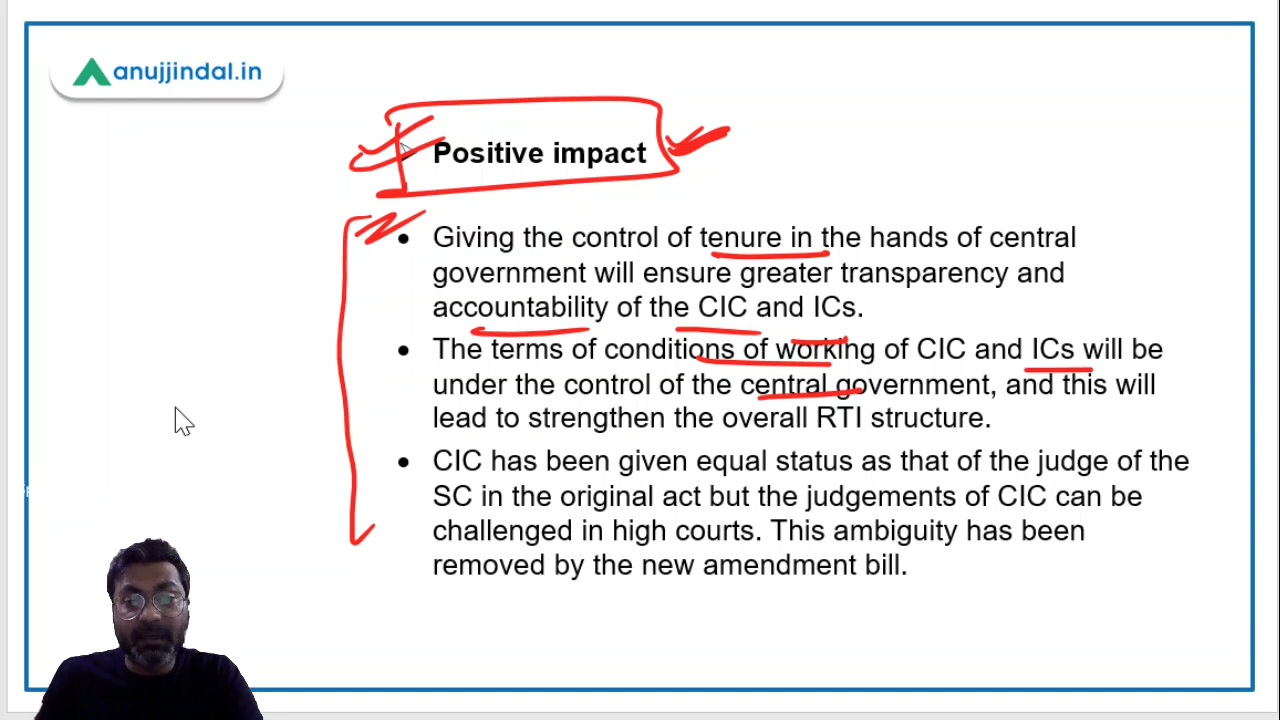 anujjindal.in
Positive impact
Giving the control of tenure in the hands of central
government will ensure greater transparency and
accountability of the CIC and ICs.
The terms of conditions of working of CIC and ICs will be
under the control of the central government, and this will
lead to strengthen the overall RTI structure.
CIC has been given equal status as that of the judge of the
SC in the original act but the judgements of CIC can be
challenged in high courts. This ambiguity has been
removed by the new amendment bill.